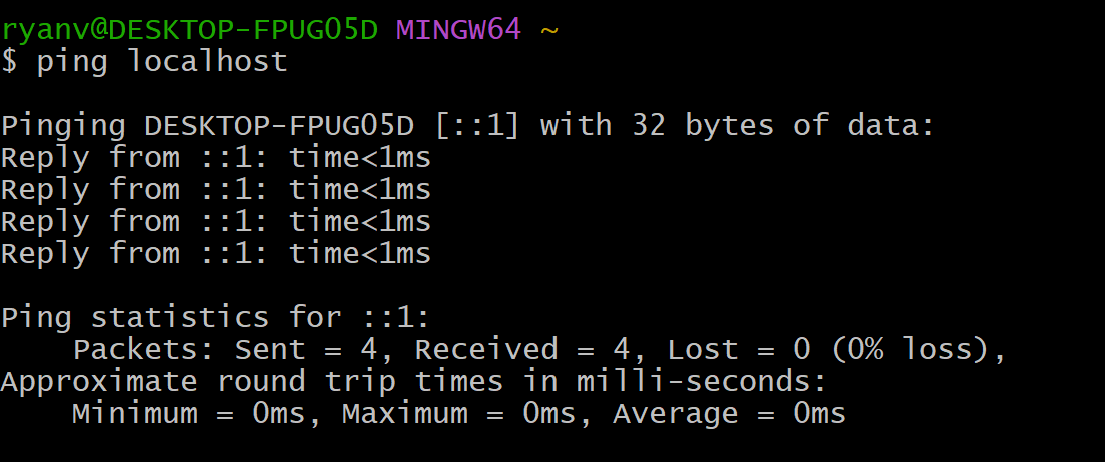 ryanv@DESKTOP-FPUGO5D MINGW64 ~
$ ping localhost
Pinging DESKTOP-FPUGO5D [::1] with 32 bytes of data:
Reply from ::1: time<1ms
Reply from ::1: time<1ms
Reply from ::1: time<1ms
Reply from ::1: time<1ms
Ping statistics for ::1:
    Packets: Sent = 4, Received = 4, Lost = 0 (0% loss),
Approximate round trip times in milli-seconds:
    Minimum = 0ms, Maximum = 0ms, Average = 0ms